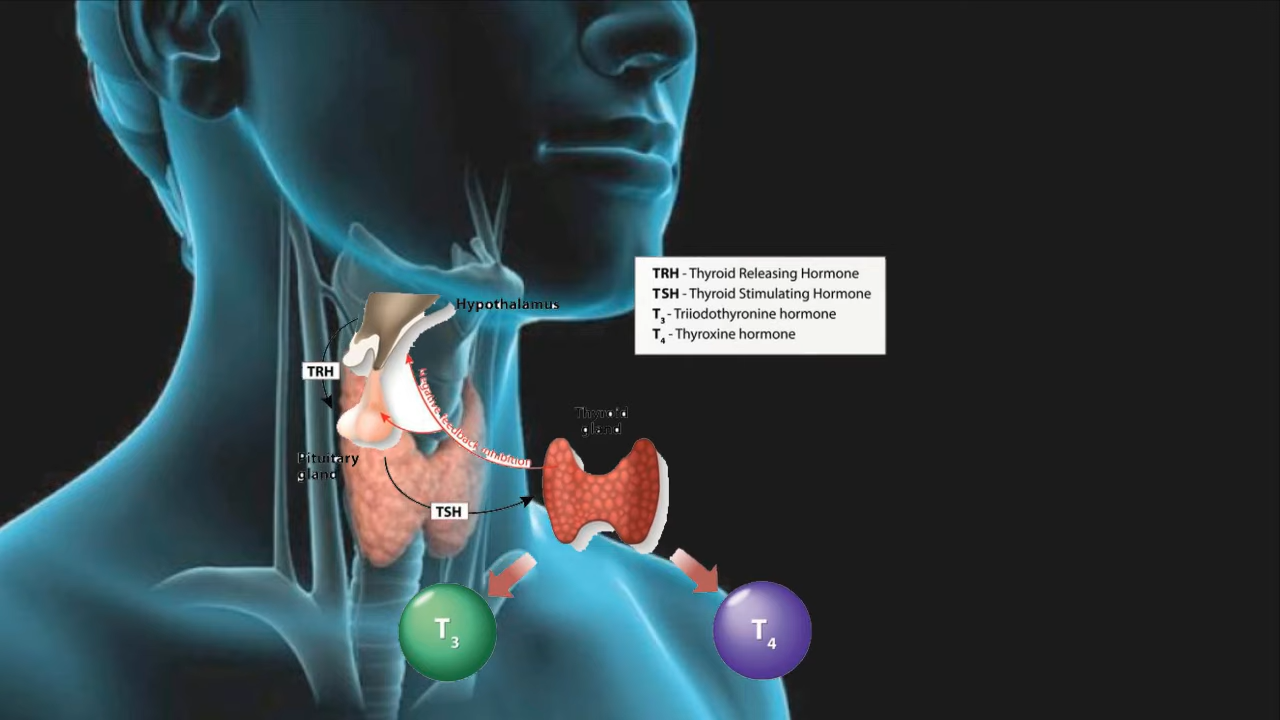 TRH - Thyroid Releasing Hormone
TSH - Thyroid Stimulating Hormone
T3 - Triiodothyronine hormone
T4 - Thyroxine hormone
Hypothalamus
TRH
Negative feedback inhibition
Thyroid
gland
Pituitary
gland
TSH
T3
T4